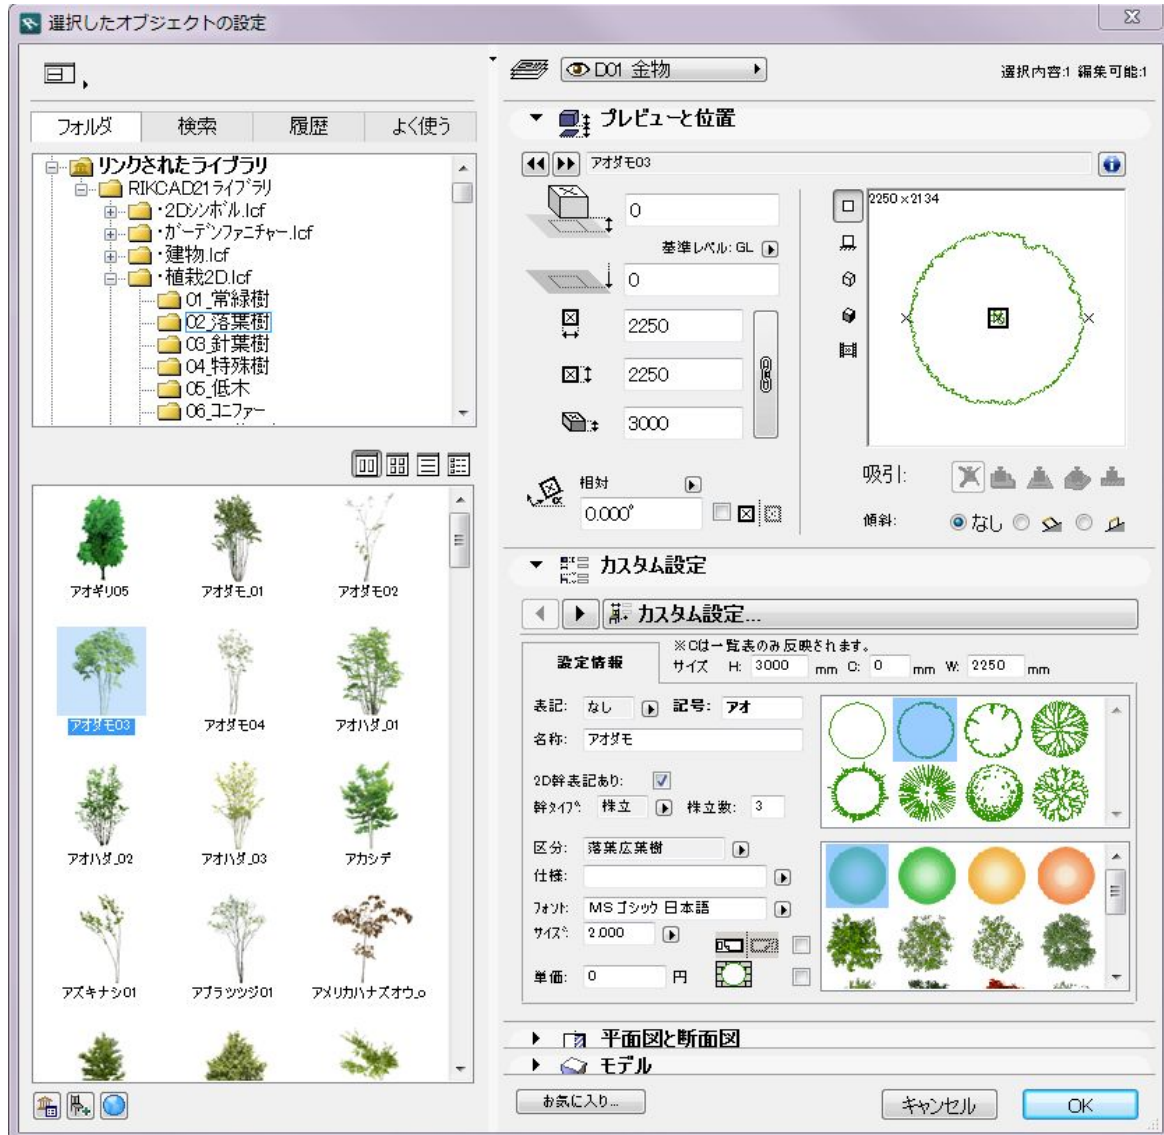 選択したオブジェクトの設定
D01 金物
選択内容:1 編集可能:1
フォルダ 検索 履歴 よく使う
リンクされたライブラリ
RIKCAD21ライブラリ
・2Dシンボル.lcf
・ガーデンファニチャー.lcf
・建物.lcf
・植栽2D.lcf
01_常緑樹
02_落葉樹
03_針葉樹
04_特殊樹
05_低木
06_コニファー
アオギリ05 アオダモ_01 アオダモ02
アオダモ03 アオダモ04 アオハダ_01
アオハダ_02 アオハダ_03 アカシデ
アズキナシ01 アブラツツジ01 アメリカハナズオウ_o
プレビューと位置
アオダモ03
0
基準レベル: GL
0
2250
2250
3000
相対
0.000°
2250×2134
吸引:
傾斜: なし
カスタム設定
カスタム設定...
設定情報
※Cは一覧表のみ反映されます。
サイズ H: 3000 mm C: 0 mm W: 2250 mm
表記: なし 記号: アオ
名称: アオダモ
2D幹表記あり:
幹タイプ: 株立 株立数: 3
区分: 落葉広葉樹
仕様:
フォント: MS ゴシック 日本語
サイズ: 2.000
単価: 0 円
平面図と断面図
モデル
お気に入り...
キャンセル OK